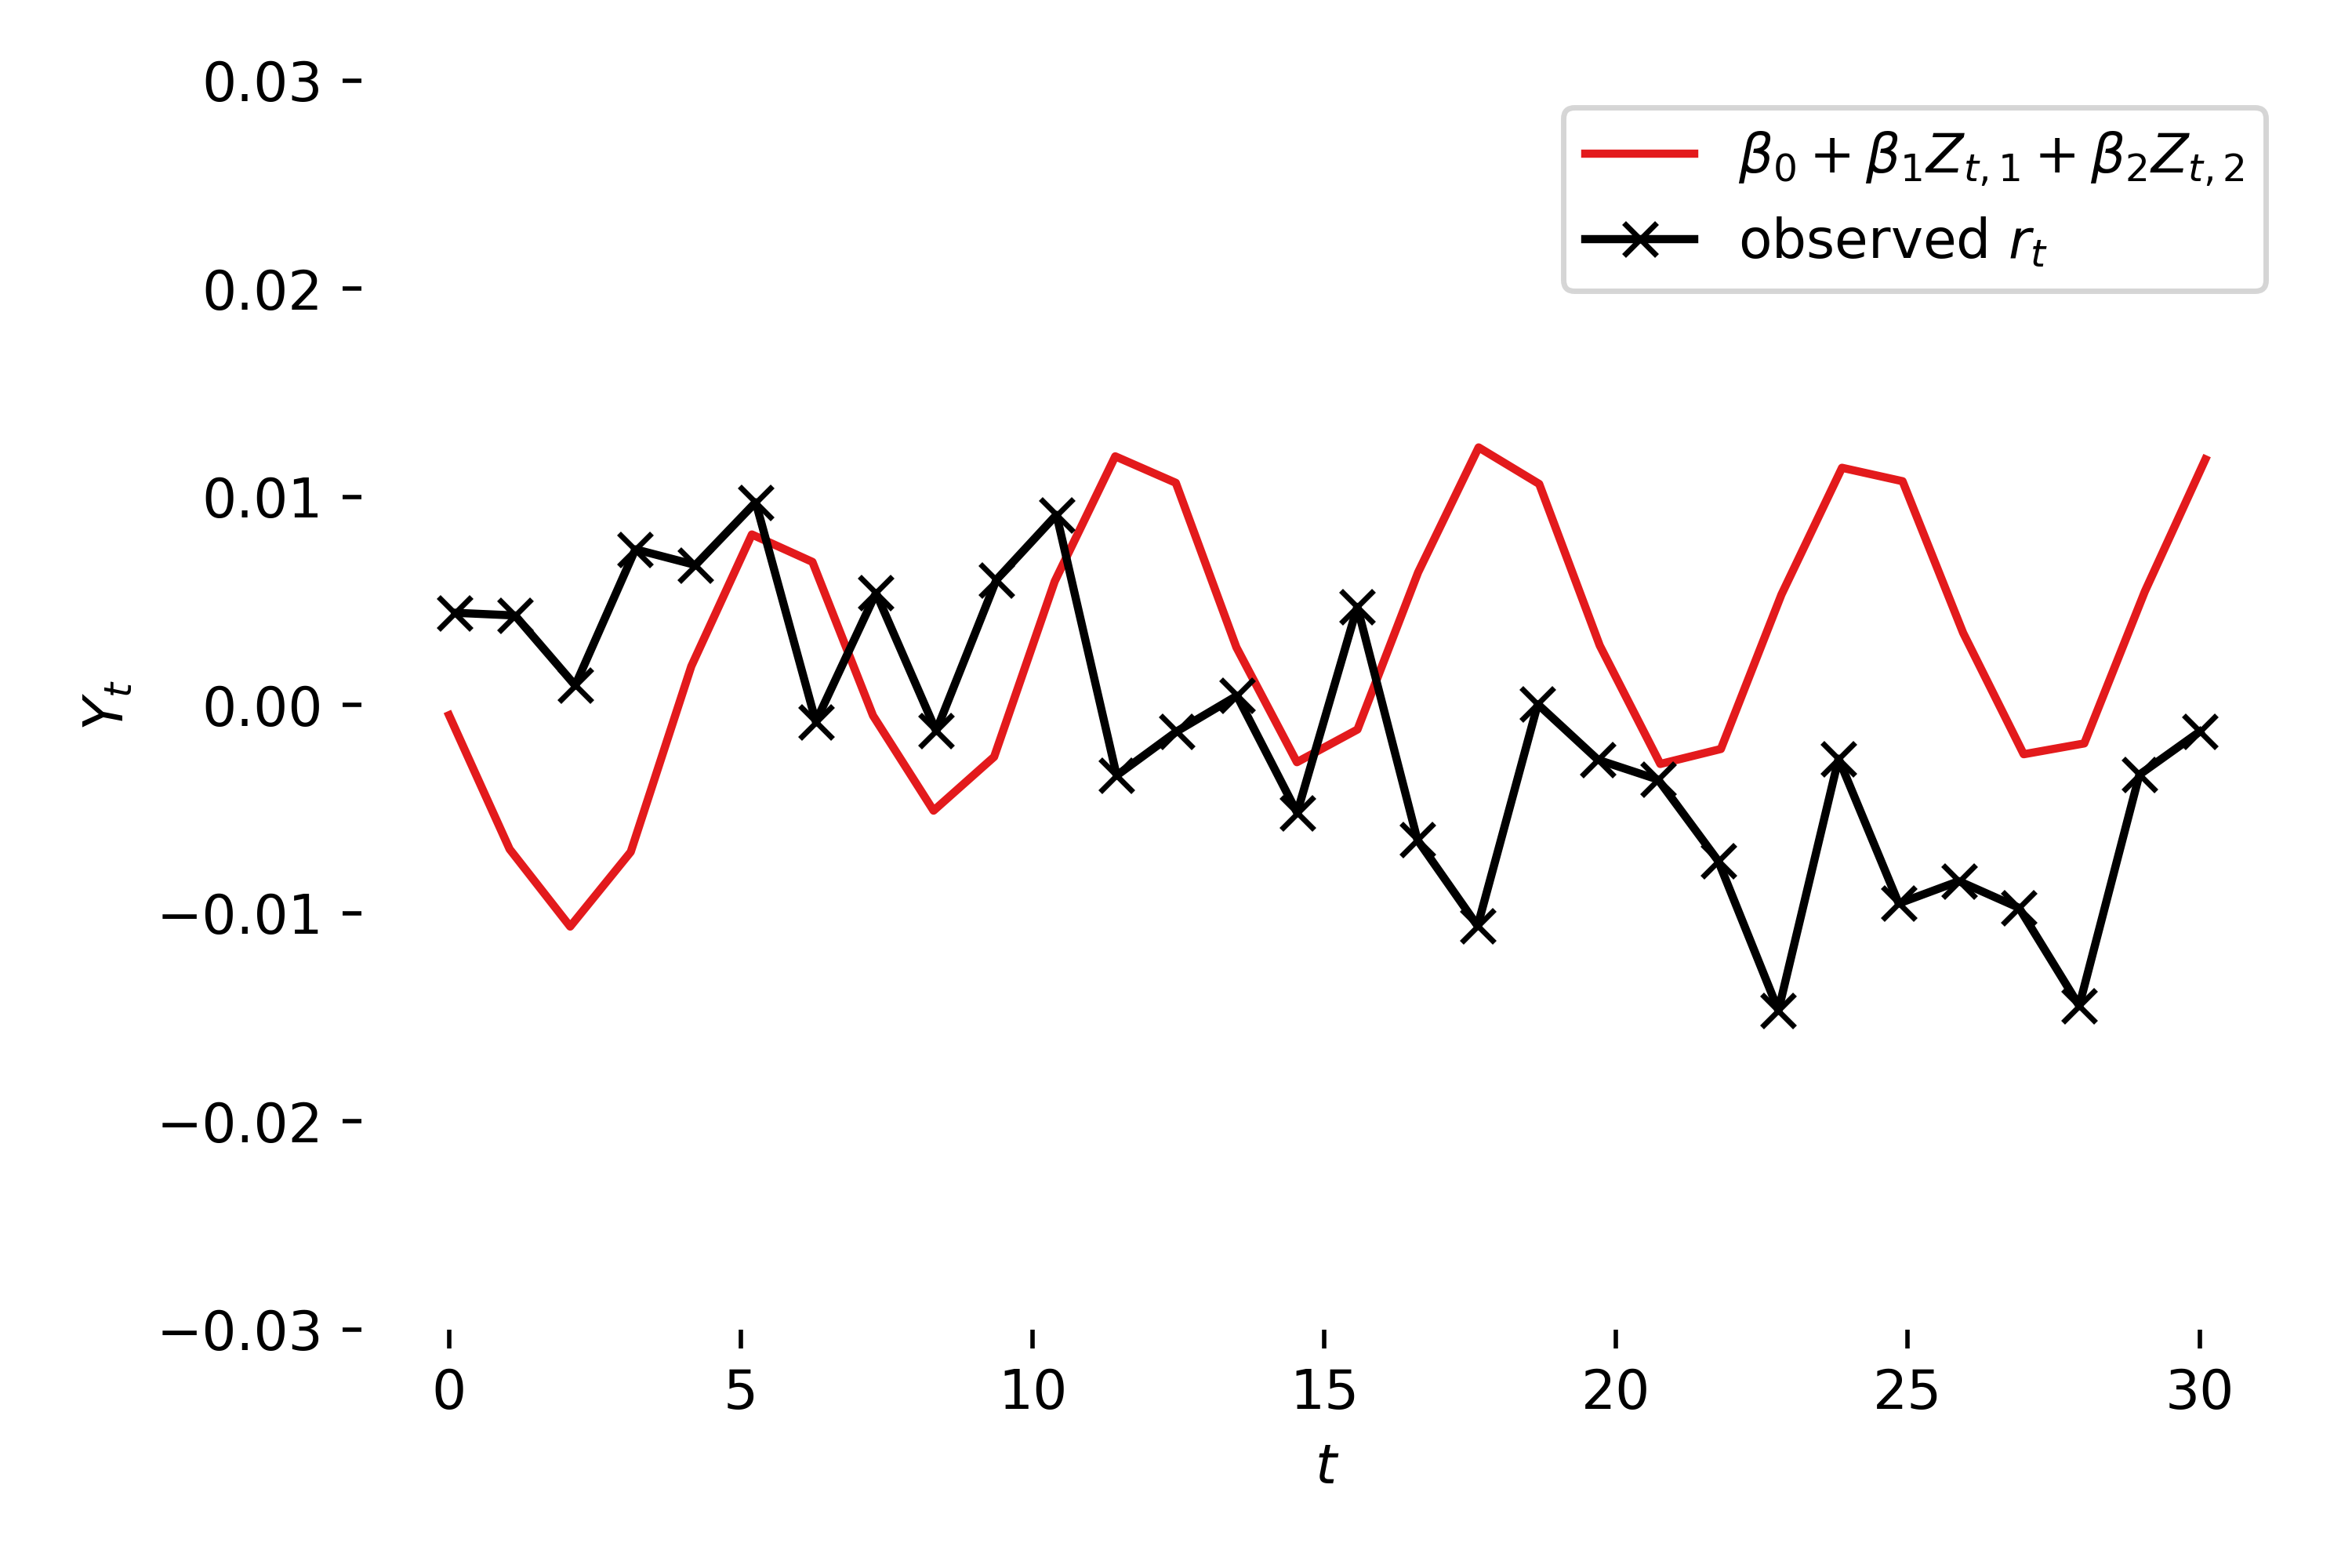 0.03
0.02
0.01
0.00
−0.01
−0.02
−0.03
Y_t
0 5 10 15 20 25 30
t
β₀ + β₁Z_{t,1} + β₂Z_{t,2}
observed r_t